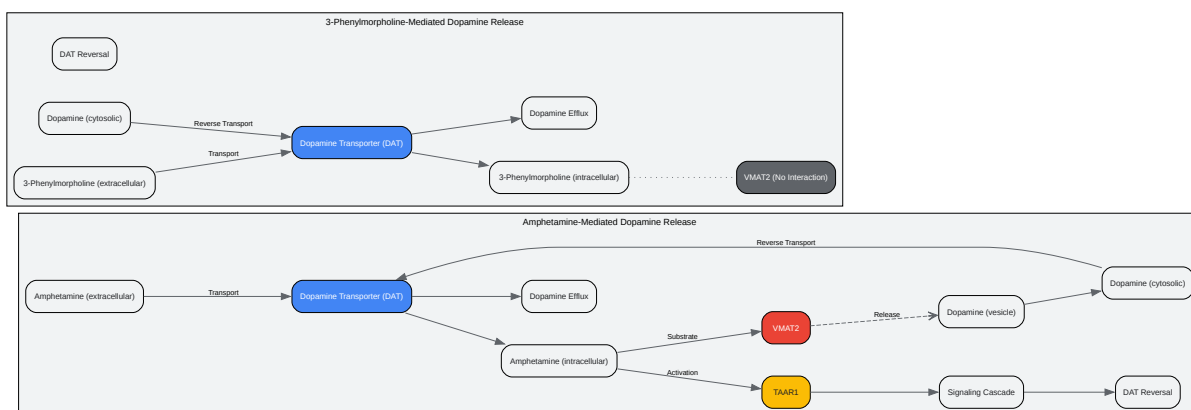 3-Phenylmorpholine-Mediated Dopamine Release
DAT Reversal
Dopamine (cytosolic)
Reverse Transport
Dopamine Efflux
Dopamine Transporter (DAT)
Transport
3-Phenylmorpholine (extracellular)
3-Phenylmorpholine (intracellular)
VMAT2 (No Interaction)
Amphetamine-Mediated Dopamine Release
Reverse Transport
Dopamine (cytosolic)
Amphetamine (extracellular)
Transport
Dopamine Transporter (DAT)
Dopamine Efflux
Dopamine (vesicle)
Release
VMAT2
Substrate
Amphetamine (intracellular)
Activation
TAAR1
Signaling Cascade
DAT Reversal